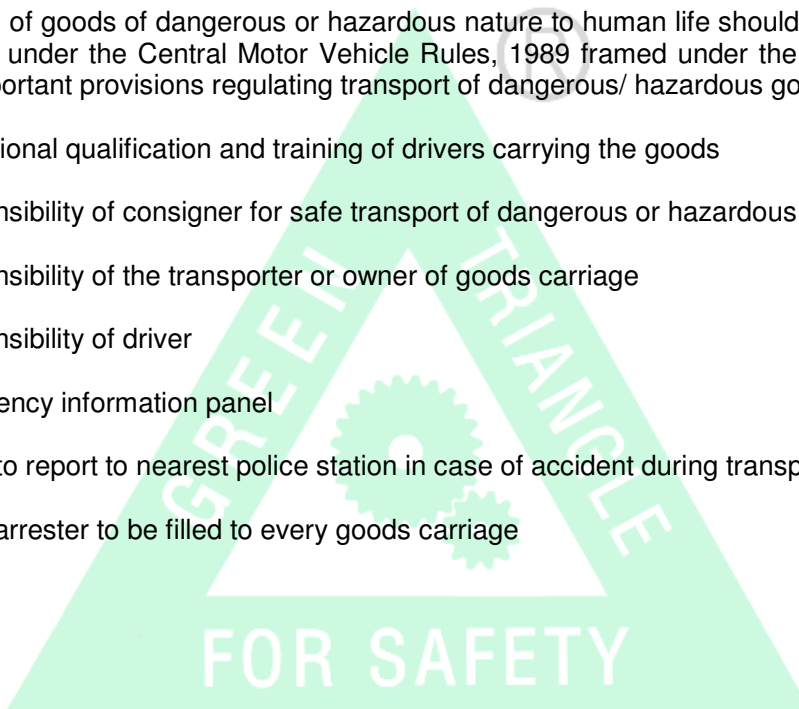 of goods of dangerous or hazardous nature to human life should
under the Central Motor Vehicle Rules, 1989 framed under the
portant provisions regulating transport of dangerous/ hazardous go
ional qualification and training of drivers carrying the goods
nsibility of consigner for safe transport of dangerous or hazardous
nsibility of the transporter or owner of goods carriage
nsibility of driver
ency information panel
to report to nearest police station in case of accident during transp
arrester to be filled to every goods carriage
GREEN TRIANGLE
FOR SAFETY
®